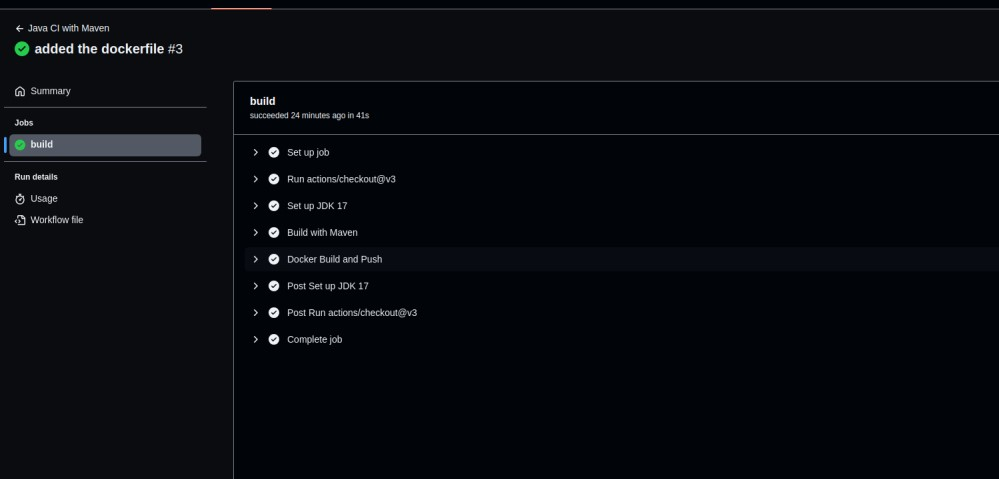 Java CI with Maven
added the dockerfile #3
Summary
Jobs
build
Run details
Usage
Workflow file
build
succeeded 24 minutes ago in 41s
Set up job
Run actions/checkout@v3
Set up JDK 17
Build with Maven
Docker Build and Push
Post Set up JDK 17
Post Run actions/checkout@v3
Complete job